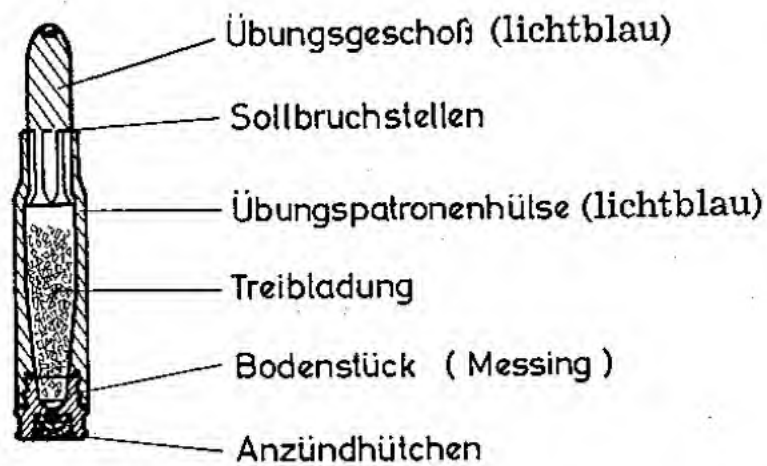 Übungsgeschoß (lichtblau)
Sollbruchstellen
Übungspatronenhülse (lichtblau)
Treibladung
Bodenstück ( Messing )
Anzündhütchen